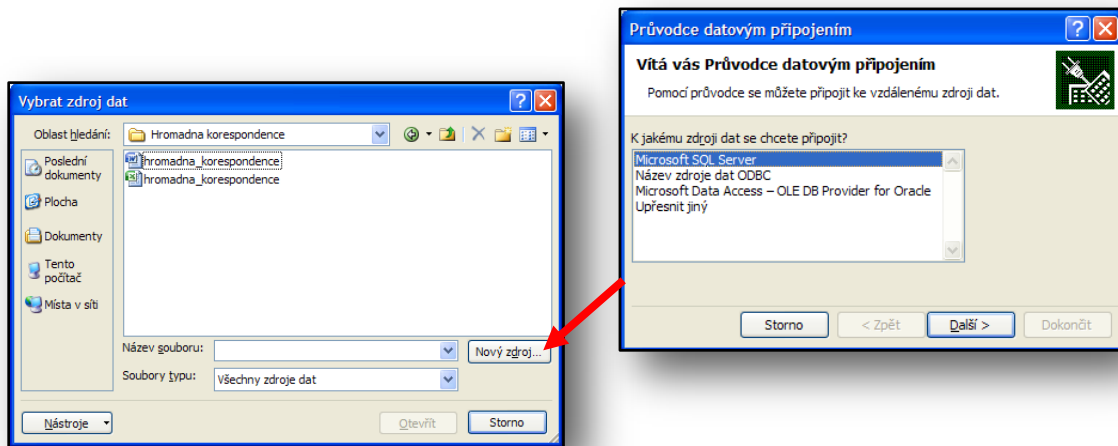 Vybrat zdroj dat
Oblast hledání:
Hromadna korespondence
Poslední
dokumenty
Plocha
Dokumenty
Tento
počítač
Místa v síti
hromadna_korespondence
hromadna_korespondence
Název souboru:
Nový zdroj...
Soubory typu:
Všechny zdroje dat
Nástroje
Otevřít
Storno
Průvodce datovým připojením
Vítá vás Průvodce datovým připojením
Pomocí průvodce se můžete připojit ke vzdálenému zdroji dat.
K jakému zdroji dat se chcete připojit?
Microsoft SQL Server
Název zdroje dat ODBC
Microsoft Data Access – OLE DB Provider for Oracle
Upřesnit jiný
Storno
< Zpět
Další >
Dokončit